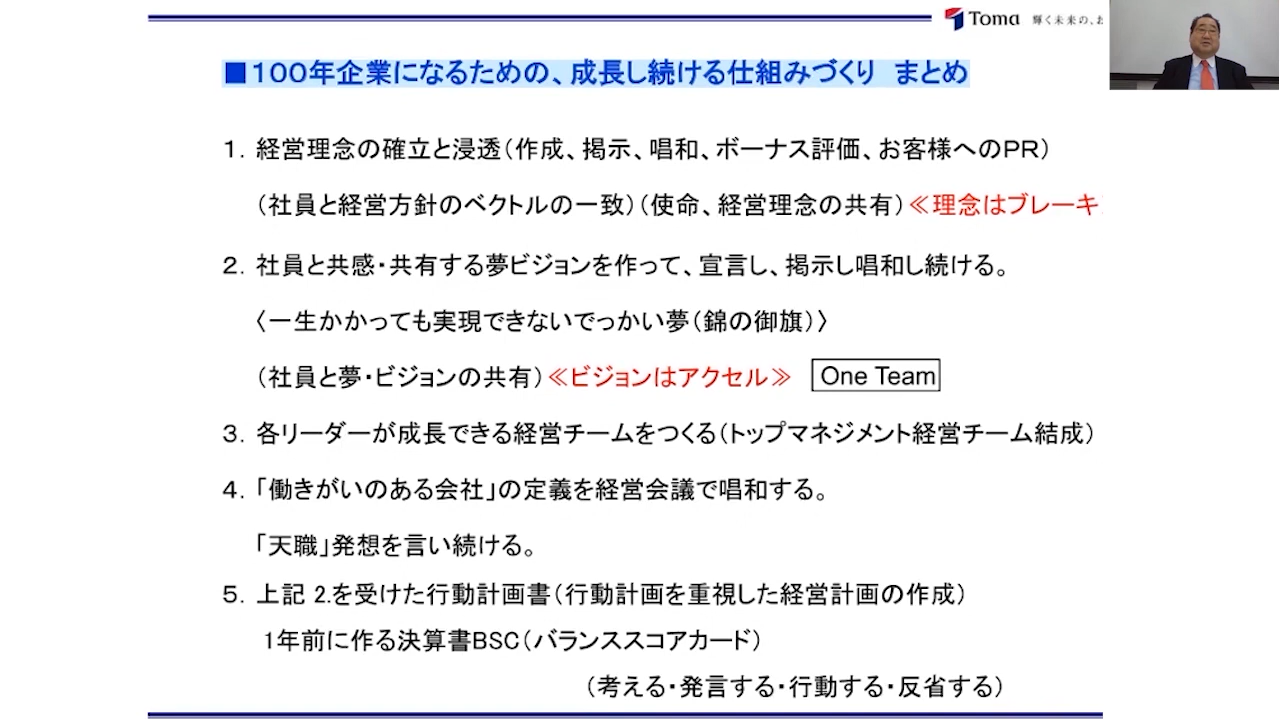 Toma 輝く未来の、お
■100年企業になるための、成長し続ける仕組みづくり まとめ
1. 経営理念の確立と浸透（作成、掲示、唱和、ボーナス評価、お客様へのPR）
（社員と経営方針のベクトルの一致）（使命、経営理念の共有）≪理念はブレーキ
2. 社員と共感・共有する夢ビジョンを作って、宣言し、掲示し唱和し続ける。
〈一生かかっても実現できないでっかい夢（錦の御旗）〉
（社員と夢・ビジョンの共有）≪ビジョンはアクセル≫ One Team
3. 各リーダーが成長できる経営チームをつくる（トップマネジメント経営チーム結成）
4. 「働きがいのある会社」の定義を経営会議で唱和する。
「天職」発想を言い続ける。
5. 上記 2.を受けた行動計画書（行動計画を重視した経営計画の作成）
1年前に作る決算書BSC（バランススコアカード）
（考える・発言する・行動する・反省する）